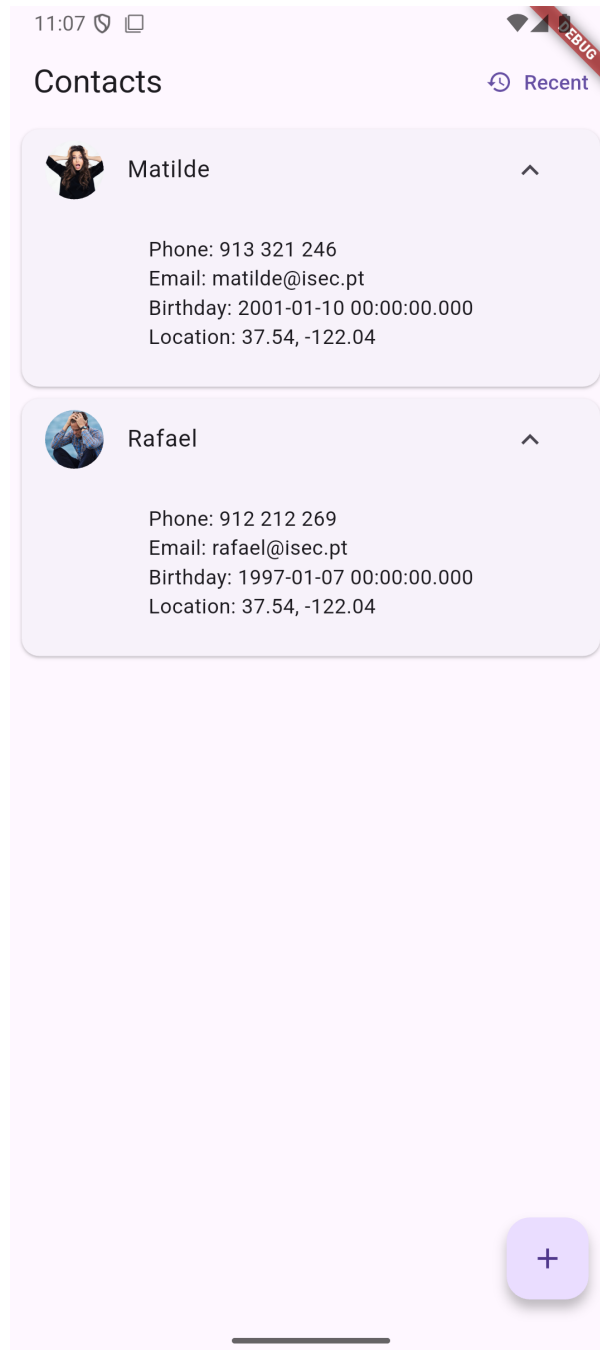 11:07
DEBUG
Contacts
Recent
Matilde
Phone: 913 321 246
Email: matilde@isec.pt
Birthday: 2001-01-10 00:00:00.000
Location: 37.54, -122.04
Rafael
Phone: 912 212 269
Email: rafael@isec.pt
Birthday: 1997-01-07 00:00:00.000
Location: 37.54, -122.04